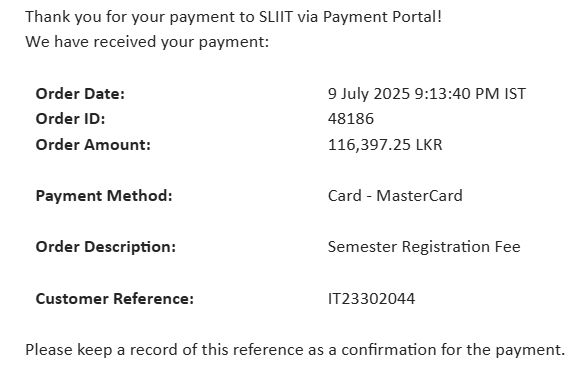 Thank you for your payment to SLIIT via Payment Portal!
We have received your payment:
Order Date: 9 July 2025 9:13:40 PM IST
Order ID: 48186
Order Amount: 116,397.25 LKR
Payment Method: Card - MasterCard
Order Description: Semester Registration Fee
Customer Reference: IT23302044
Please keep a record of this reference as a confirmation for the payment.